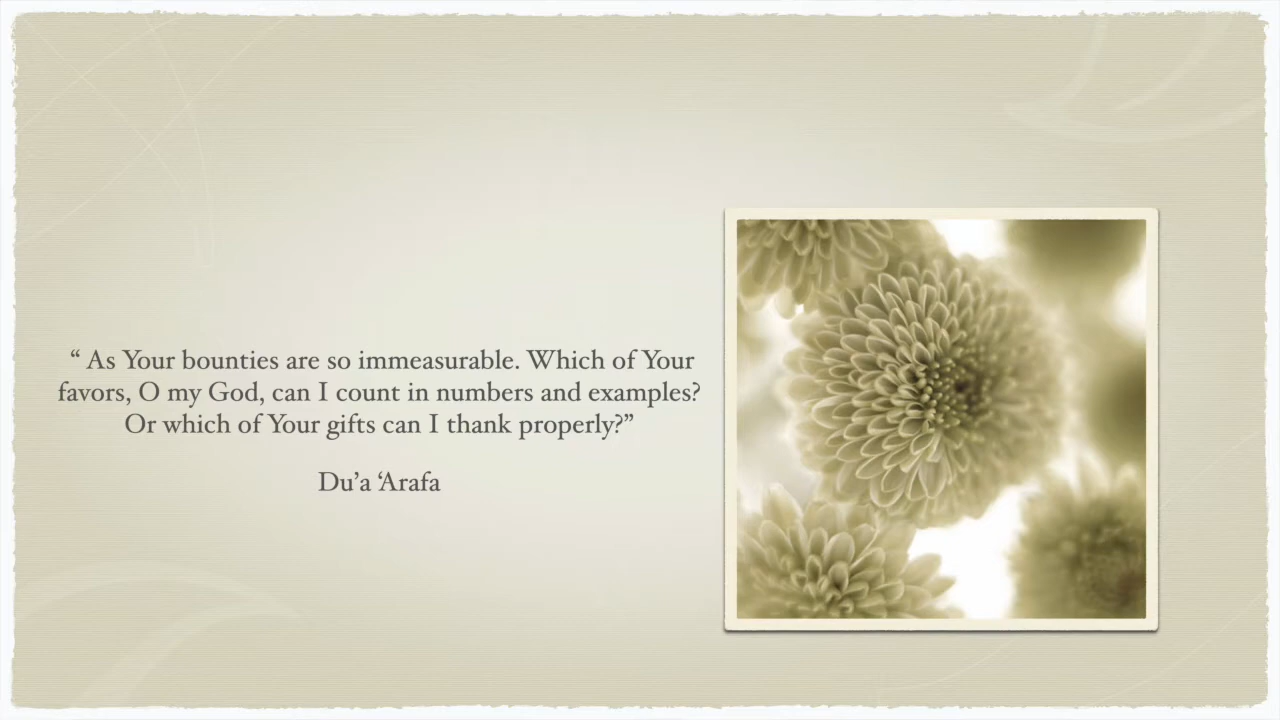 “ As Your bounties are so immeasurable. Which of Your
favors, O my God, can I count in numbers and examples?
Or which of Your gifts can I thank properly?”
Du’a ‘Arafa